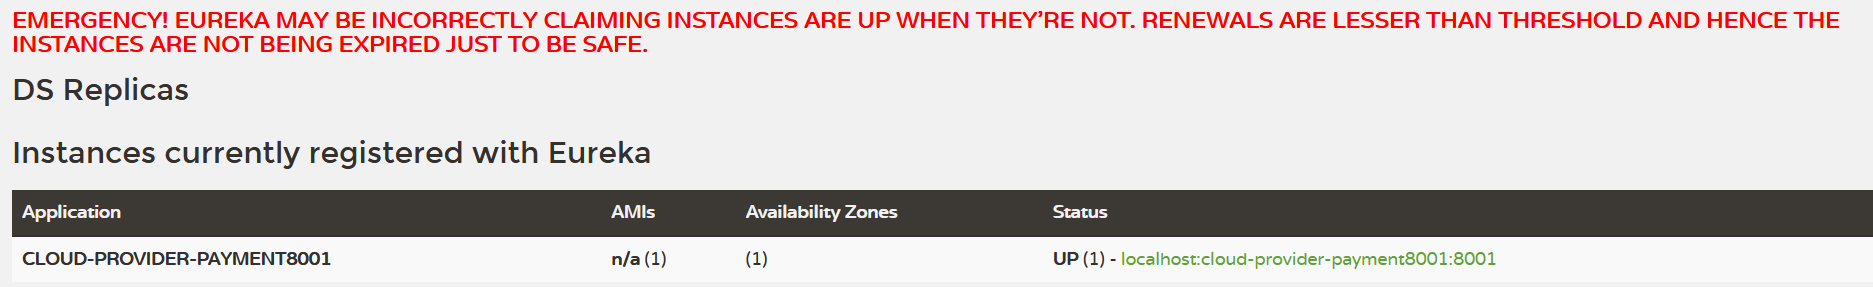 EMERGENCY! EUREKA MAY BE INCORRECTLY CLAIMING INSTANCES ARE UP WHEN THEY’RE NOT. RENEWALS ARE LESSER THAN THRESHOLD AND HENCE THE
INSTANCES ARE NOT BEING EXPIRED JUST TO BE SAFE.
DS Replicas
Instances currently registered with Eureka
Application AMIs Availability Zones Status
CLOUD-PROVIDER-PAYMENT8001 n/a (1) (1) UP (1) - localhost:cloud-provider-payment8001:8001